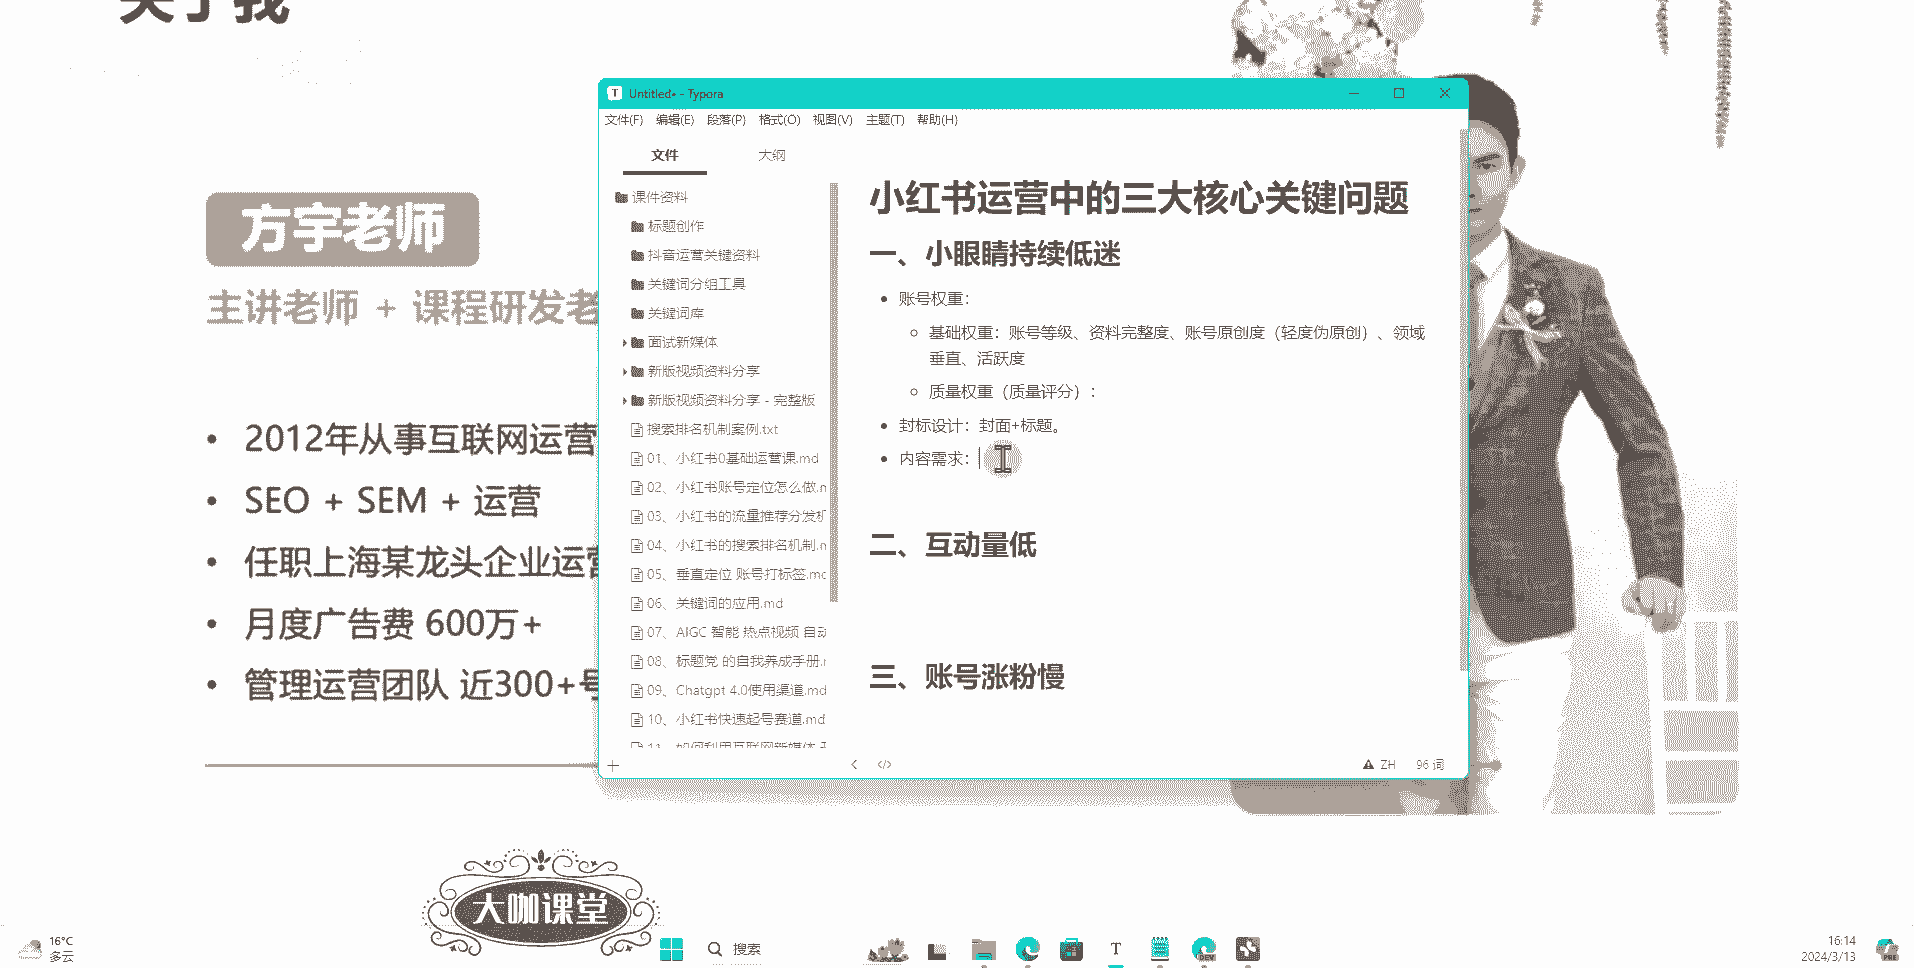 关于我
方宇老师
主讲老师 + 课程研发老
2012年从事互联网运营
SEO + SEM + 运营
任职上海某龙头企业运营
月度广告费 600万+
管理运营团队 近300+号
Untitled• - Typora
文件(F) 编辑(E) 段落(P) 格式(O) 视图(V) 主题(T) 帮助(H)
文件 大纲
课件资料
标题创作
抖音运营关键资料
关键词分组工具
关键词库
面试新媒体
新版视频资料分享
新版视频资料分享 - 完整版
搜索排名机制案例.txt
01、小红书0基础运营课.md
02、小红书账号定位怎么做.m
03、小红书的流量推荐分发机
04、小红书的搜索排名机制.m
05、垂直定位 账号打标签.md
06、关键词的应用.md
07、AIGC 智能 热点视频 自动
08、标题党 的自我养成手册.m
09、Chatgpt 4.0使用渠道.md
10、小红书快速起号赛道.md
11、如何利用互联网新媒体
小红书运营中的三大核心关键问题
一、小眼睛持续低迷
账号权重：
基础权重：账号等级、资料完整度、账号原创度（轻度伪原创）、领域
垂直、活跃度
质量权重（质量评分）：
封标设计：封面+标题。
内容需求：
二、互动量低
三、账号涨粉慢
ZH 96 词
大咖课堂
16°C
多云
搜索
T
DEV
16:14
2024/3/13
PRE